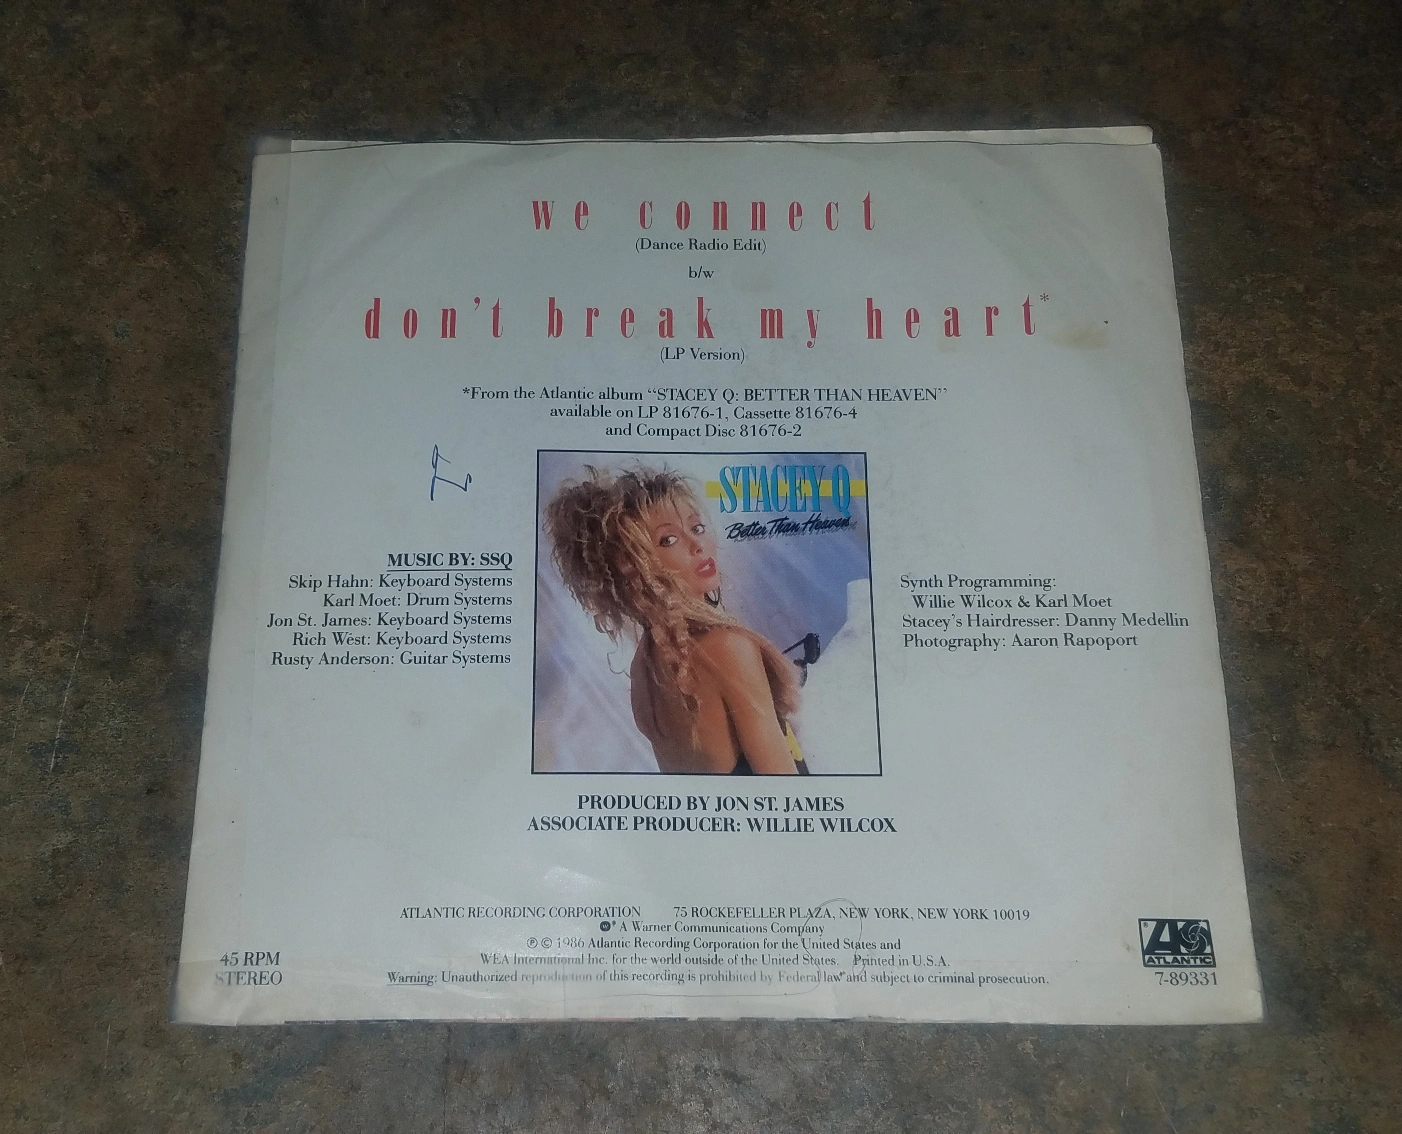 we connect
(Dance Radio Edit)
b/w
don't break my heart*
(LP Version)
*From the Atlantic album “STACEY Q: BETTER THAN HEAVEN”
available on LP 81676-1, Cassette 81676-4
and Compact Disc 81676-2
STACEY Q
Better Than Heaven
MUSIC BY: SSQ
Skip Hahn: Keyboard Systems
Karl Moet: Drum Systems
Jon St. James: Keyboard Systems
Rich West: Keyboard Systems
Rusty Anderson: Guitar Systems
Synth Programming:
Willie Wilcox & Karl Moet
Stacey's Hairdresser: Danny Medellin
Photography: Aaron Rapoport
PRODUCED BY JON ST. JAMES
ASSOCIATE PRODUCER: WILLIE WILCOX
ATLANTIC RECORDING CORPORATION 75 ROCKEFELLER PLAZA, NEW YORK, NEW YORK 10019
® A Warner Communications Company
℗ © 1986 Atlantic Recording Corporation for the United States and
WEA International Inc. for the world outside of the United States. Printed in U.S.A.
Warning: Unauthorized reproduction of this recording is prohibited by Federal law and subject to criminal prosecution.
45 RPM
STEREO
ATLANTIC
7-89331